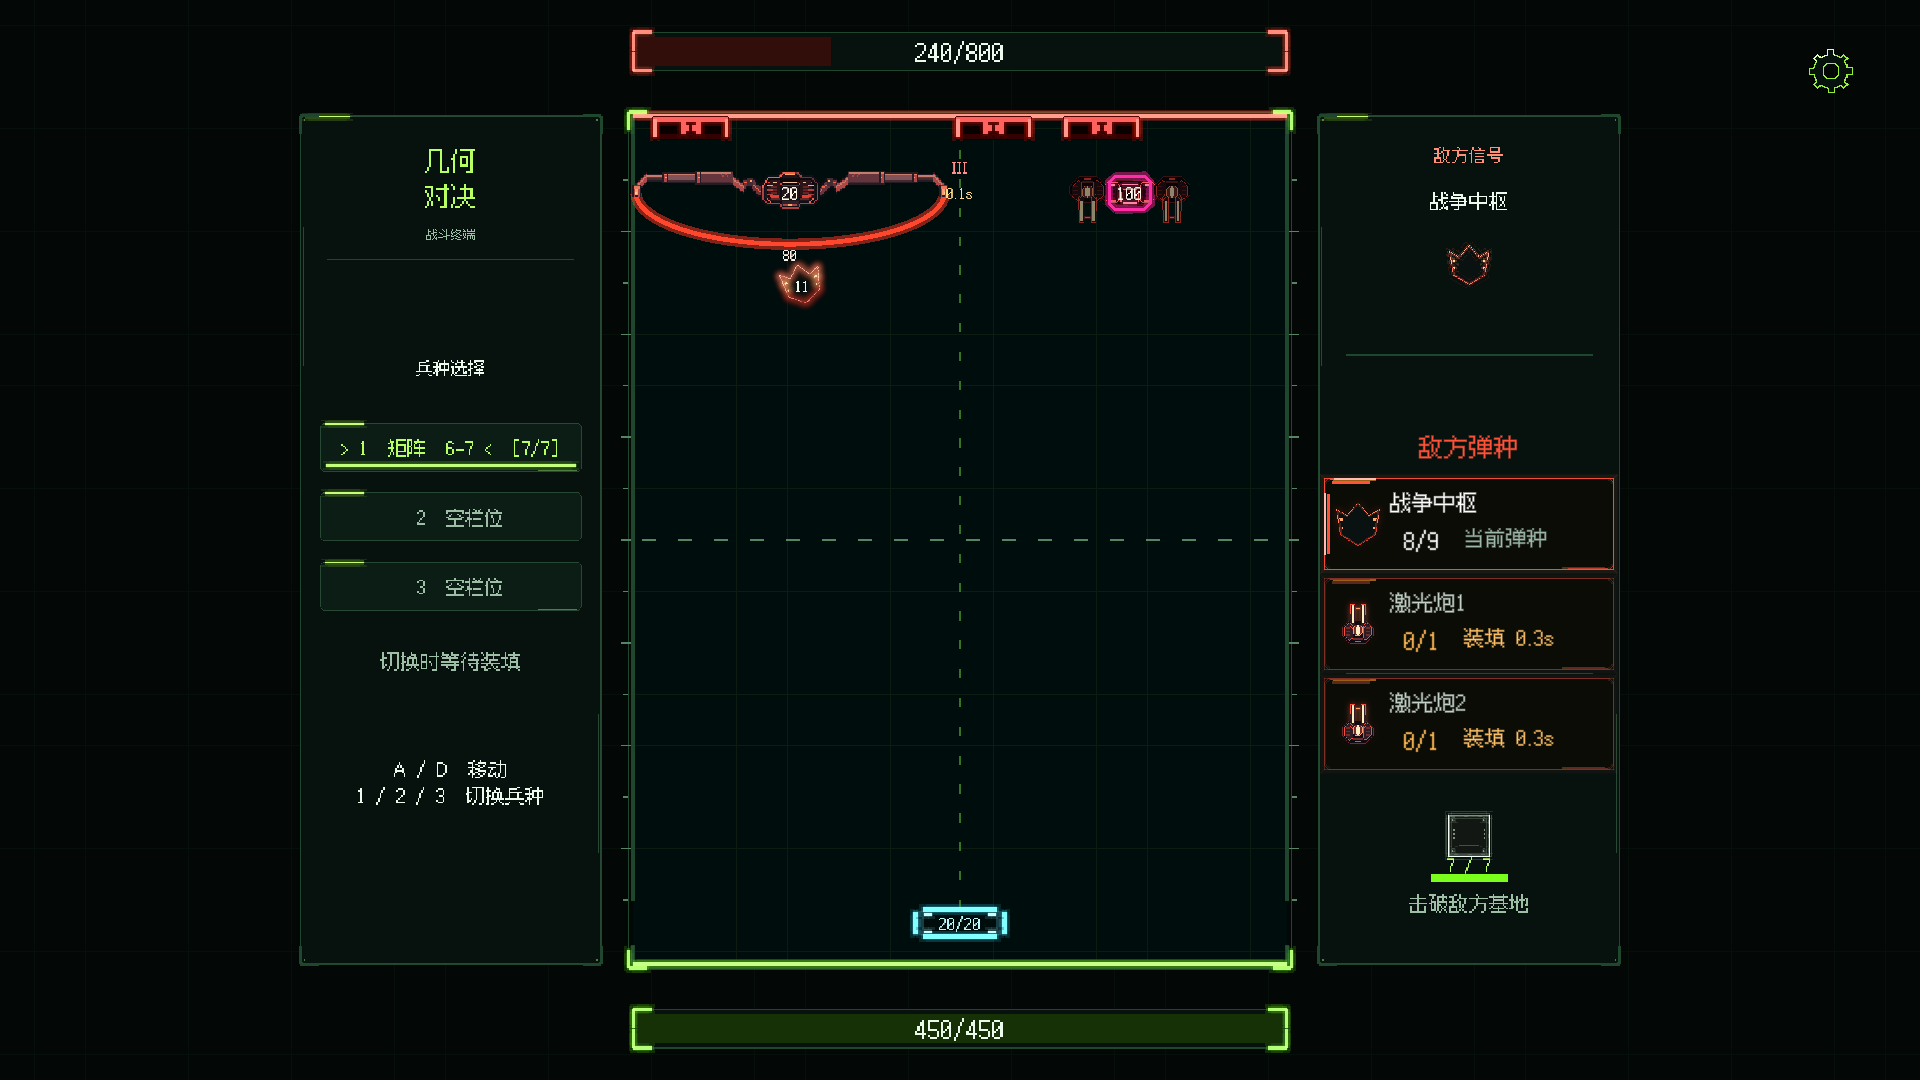 240/800
几何
对决
战斗终端
兵种选择
> 1 矩阵 6-7 < [7/7]
2 空栏位
3 空栏位
切换时等待装填
A / D 移动
1 / 2 / 3 切换兵种
III
0.1s
20
100
80
11
20/20
450/450
敌方信号
战争中枢
敌方弹种
战争中枢
8/9 当前弹种
激光炮1
0/1 装填 0.3s
激光炮2
0/1 装填 0.3s
击破敌方基地